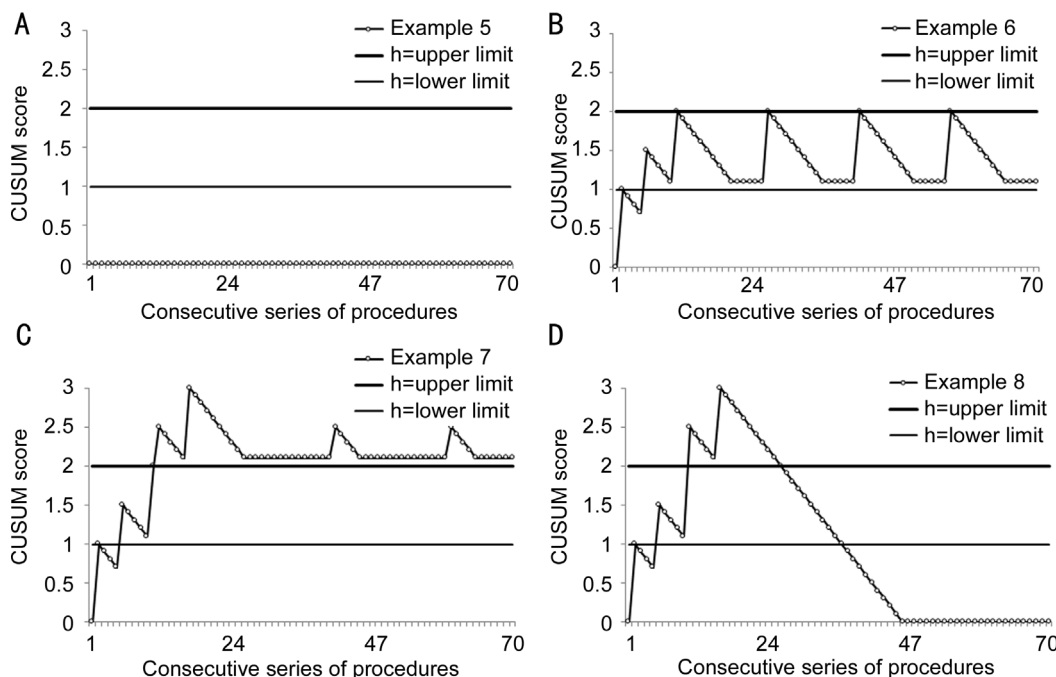 A
CUSUM score
3
2.5
2
1.5
1
0.5
0
Example 5
h=upper limit
h=lower limit
1 24 47 70
Consecutive series of procedures
B
CUSUM score
3
2.5
2
1.5
1
0.5
0
Example 6
h=upper limit
h=lower limit
1 24 47 70
Consecutive series of procedures
C
CUSUM score
3
2.5
2
1.5
1
0.5
0
Example 7
h=upper limit
h=lower limit
1 24 47 70
Consecutive series of procedures
D
CUSUM score
3
2.5
2
1.5
1
0.5
0
Example 8
h=upper limit
h=lower limit
1 24 47 70
Consecutive series of procedures